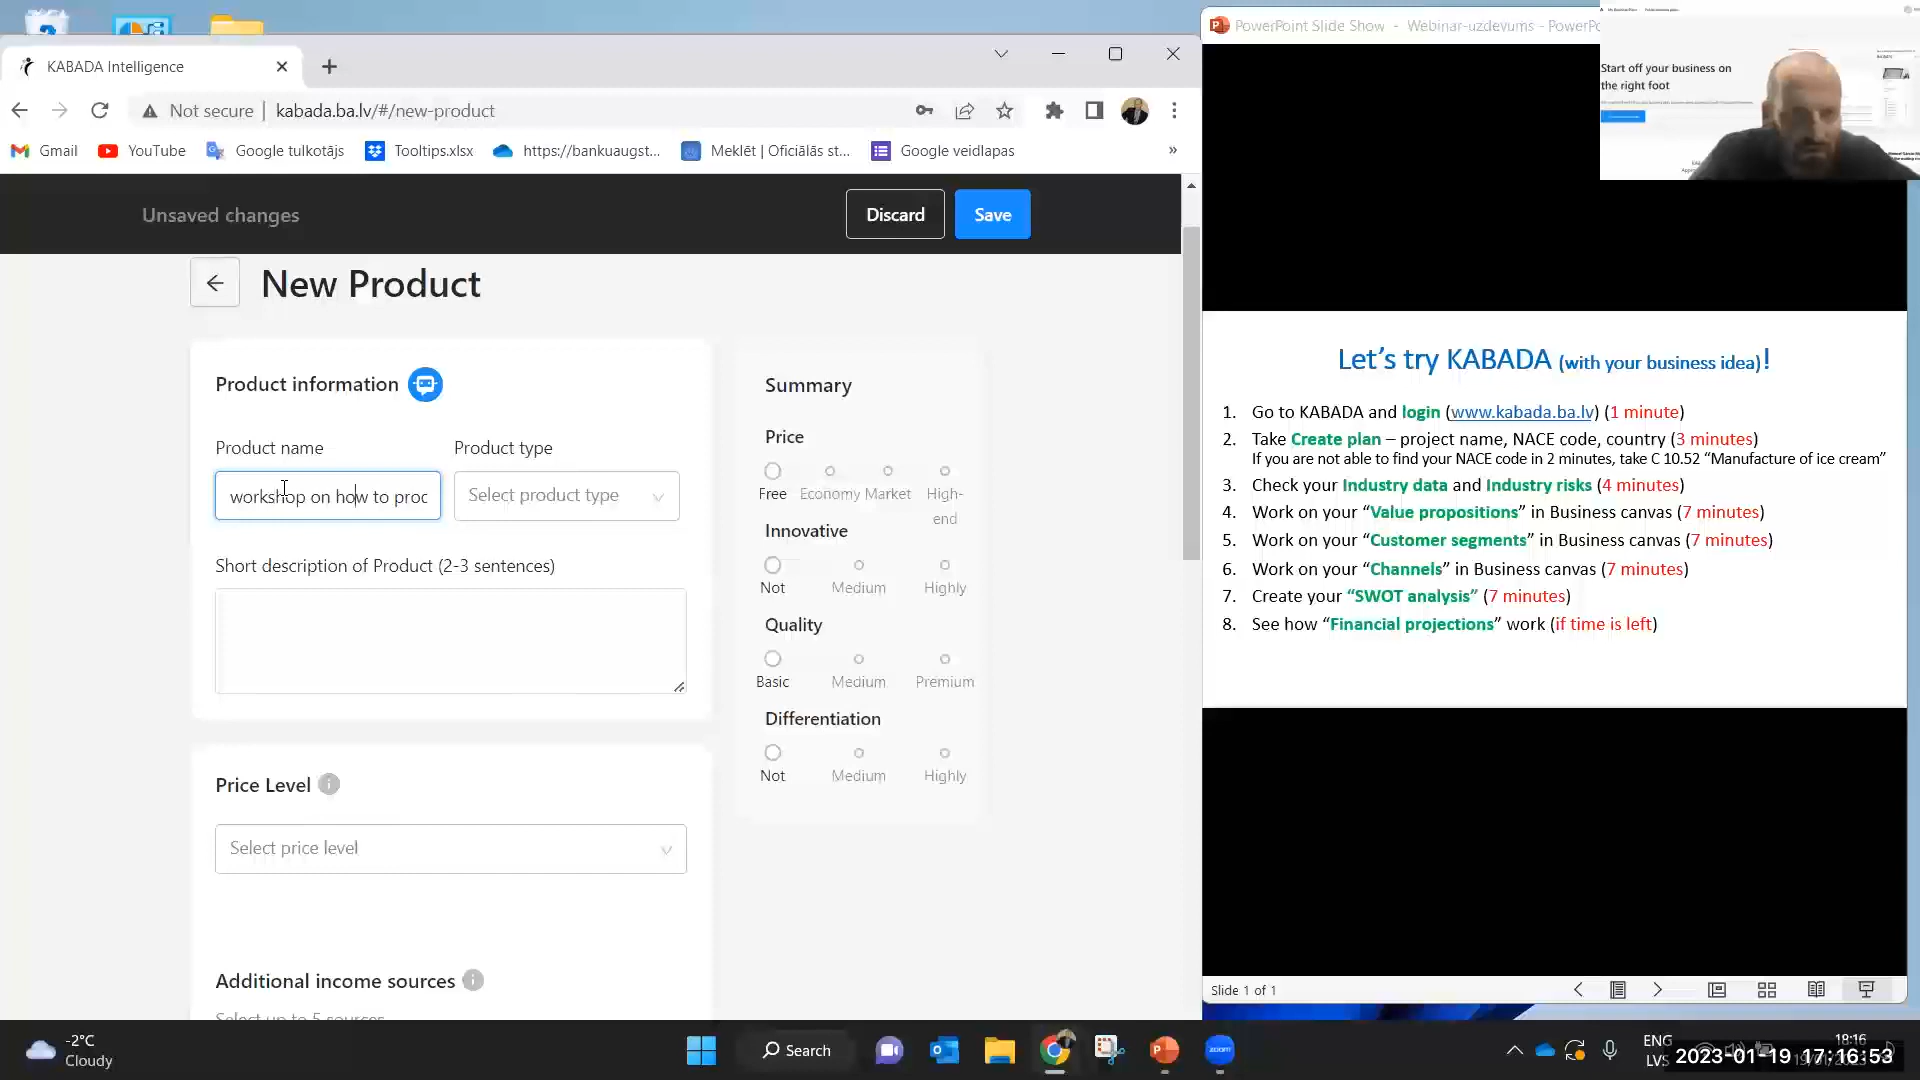 KABADA Intelligence
Not secure
kabada.ba.lv/#/new-product
Gmail
YouTube
Google tulkotājs
Tooltips.xlsx
https://bankuaugst...
Meklēt | Oficiālās st...
Google veidlapas
»
Unsaved changes
Discard
Save
New Product
Product information
Product name
Product type
workshop on how to proc
Select product type
Short description of Product (2-3 sentences)
Price Level
Select price level
Additional income sources
Select up to 5 sources
Summary
Price
Free
Economy
Market
High-
end
Innovative
Not
Medium
Highly
Quality
Basic
Medium
Premium
Differentiation
Not
Medium
Highly
PowerPoint Slide Show - Webinar-uzdevums - PowerPo
Start off your business on
the right foot
Let's try KABADA (with your business idea)!
1. Go to KABADA and login (www.kabada.ba.lv) (1 minute)
2. Take Create plan – project name, NACE code, country (3 minutes)
If you are not able to find your NACE code in 2 minutes, take C 10.52 "Manufacture of ice cream"
3. Check your Industry data and Industry risks (4 minutes)
4. Work on your "Value propositions" in Business canvas (7 minutes)
5. Work on your "Customer segments" in Business canvas (7 minutes)
6. Work on your "Channels" in Business canvas (7 minutes)
7. Create your "SWOT analysis" (7 minutes)
8. See how "Financial projections" work (if time is left)
Slide 1 of 1
-2°C
Cloudy
Search
zoom
ENG
LVS
18:16
2023-01-19 17:16:53